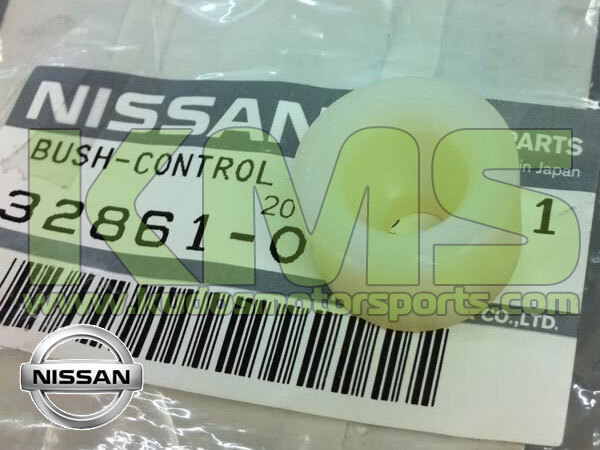 NISSAN
PARTS
in Japan
BUSH-CONTROL
20
32861-0
1
KMS
www.kudosmotorsports.com
CO.,LTD.
NISSAN